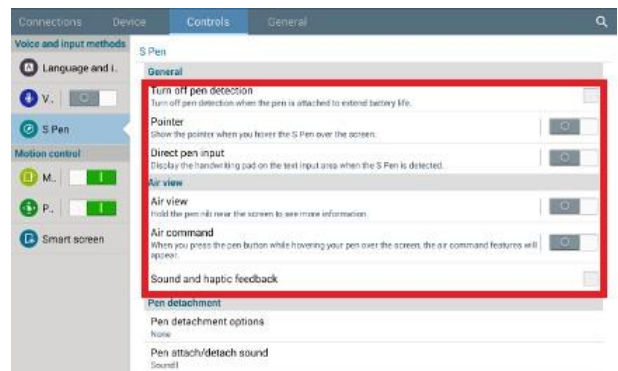 Connections Device Controls General
Voice and input methods
Language and i..
V..
S Pen
Motion control
M..
P..
Smart screen
S Pen
General
Turn off pen detection
Turn off pen detection when the pen is attached to extend battery life.
Pointer
Show the pointer when you hover the S Pen over the screen.
Direct pen input
Display the handwriting pad on the text input area when the S Pen is detected.
Air view
Air view
Hold the pen nib near the screen to see more information.
Air command
When you press the pen button while hovering your pen over the screen, the air command features will
appear.
Sound and haptic feedback
Pen detachment
Pen detachment options
None
Pen attach/detach sound
Sound1